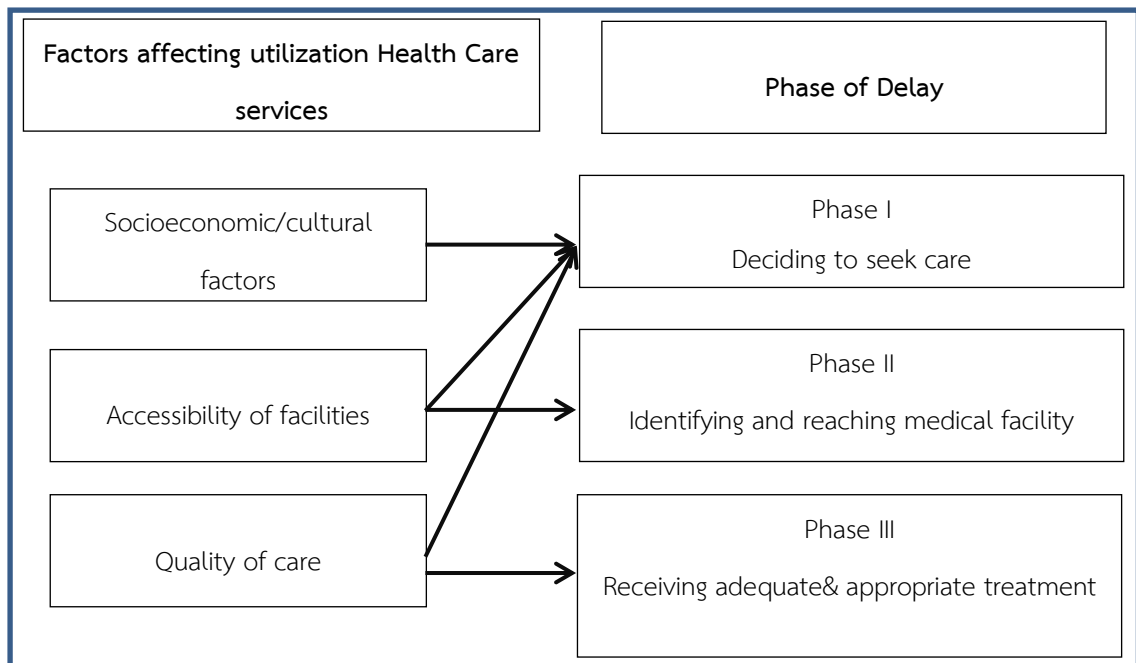 Factors affecting utilization Health Care
services
Phase of Delay
Socioeconomic/cultural
factors
Phase I
Deciding to seek care
Accessibility of facilities
Phase II
Identifying and reaching medical facility
Quality of care
Phase III
Receiving adequate& appropriate treatment